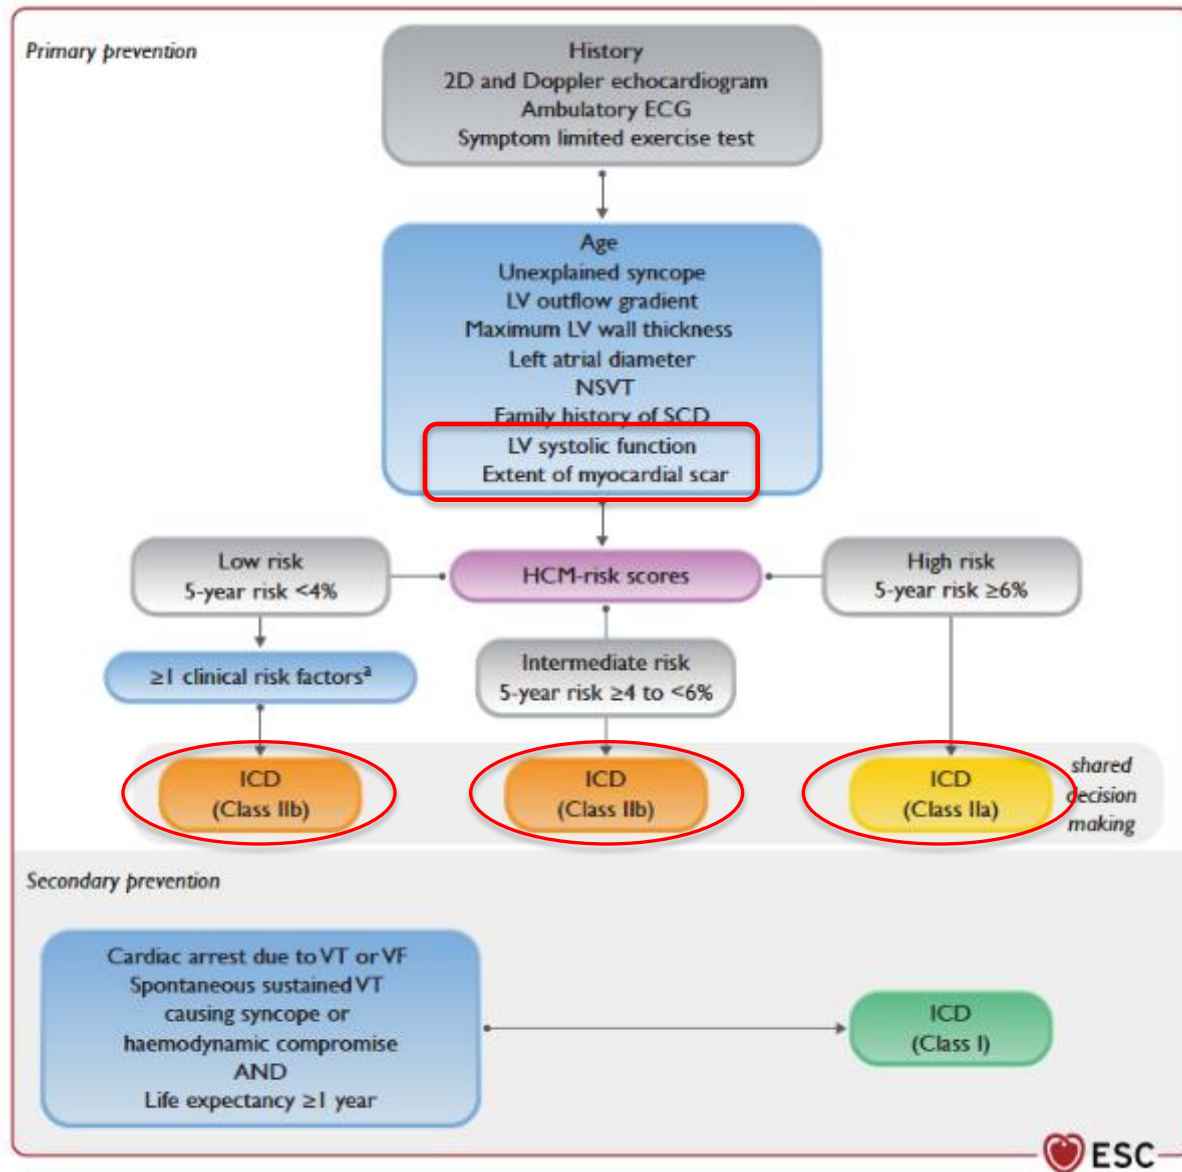 Primary prevention
History
2D and Doppler echocardiogram
Ambulatory ECG
Symptom limited exercise test
Age
Unexplained syncope
LV outflow gradient
Maximum LV wall thickness
Left atrial diameter
NSVT
Family history of SCD
LV systolic function
Extent of myocardial scar
Low risk
5-year risk <4%
HCM-risk scores
High risk
5-year risk ≥6%
≥1 clinical risk factorsᵃ
Intermediate risk
5-year risk ≥4 to <6%
ICD
(Class IIb)
ICD
(Class IIb)
ICD
(Class IIa)
shared
decision
making
Secondary prevention
Cardiac arrest due to VT or VF
Spontaneous sustained VT
causing syncope or
haemodynamic compromise
AND
Life expectancy ≥1 year
ICD
(Class I)
ESC